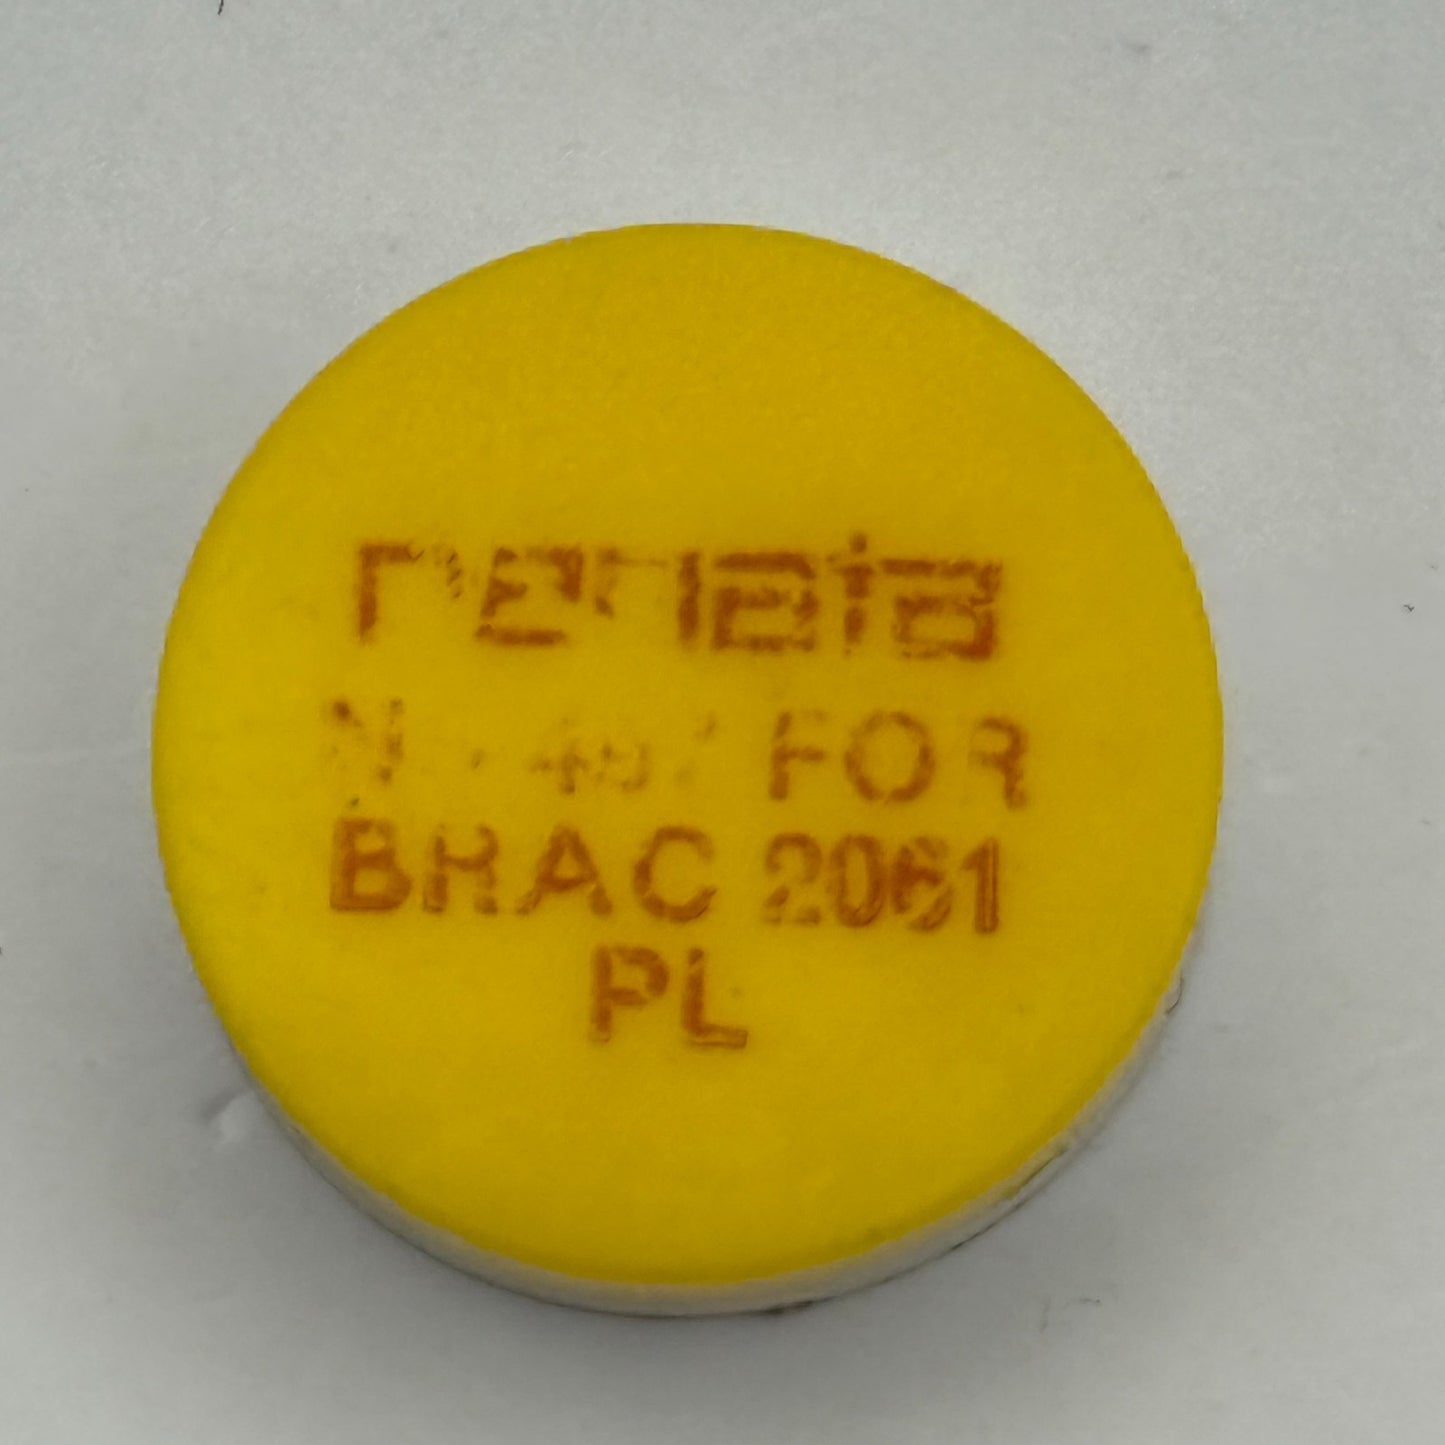 renata
FOR
BRAC 2061
PL